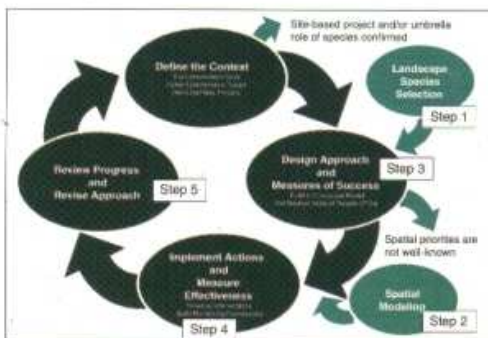 Site-based project and/or umbrella
role of species confirmed
Define the Context
Landscape
Species
Selection
Step 1
Design Approach
and
Measures of Success
Step 3
Review Progress
and
Revise Approach
Step 5
Spatial priorities are
not well-known
Implement Actions
and
Measure
Effectiveness
Step 4
Spatial
Modeling
Step 2